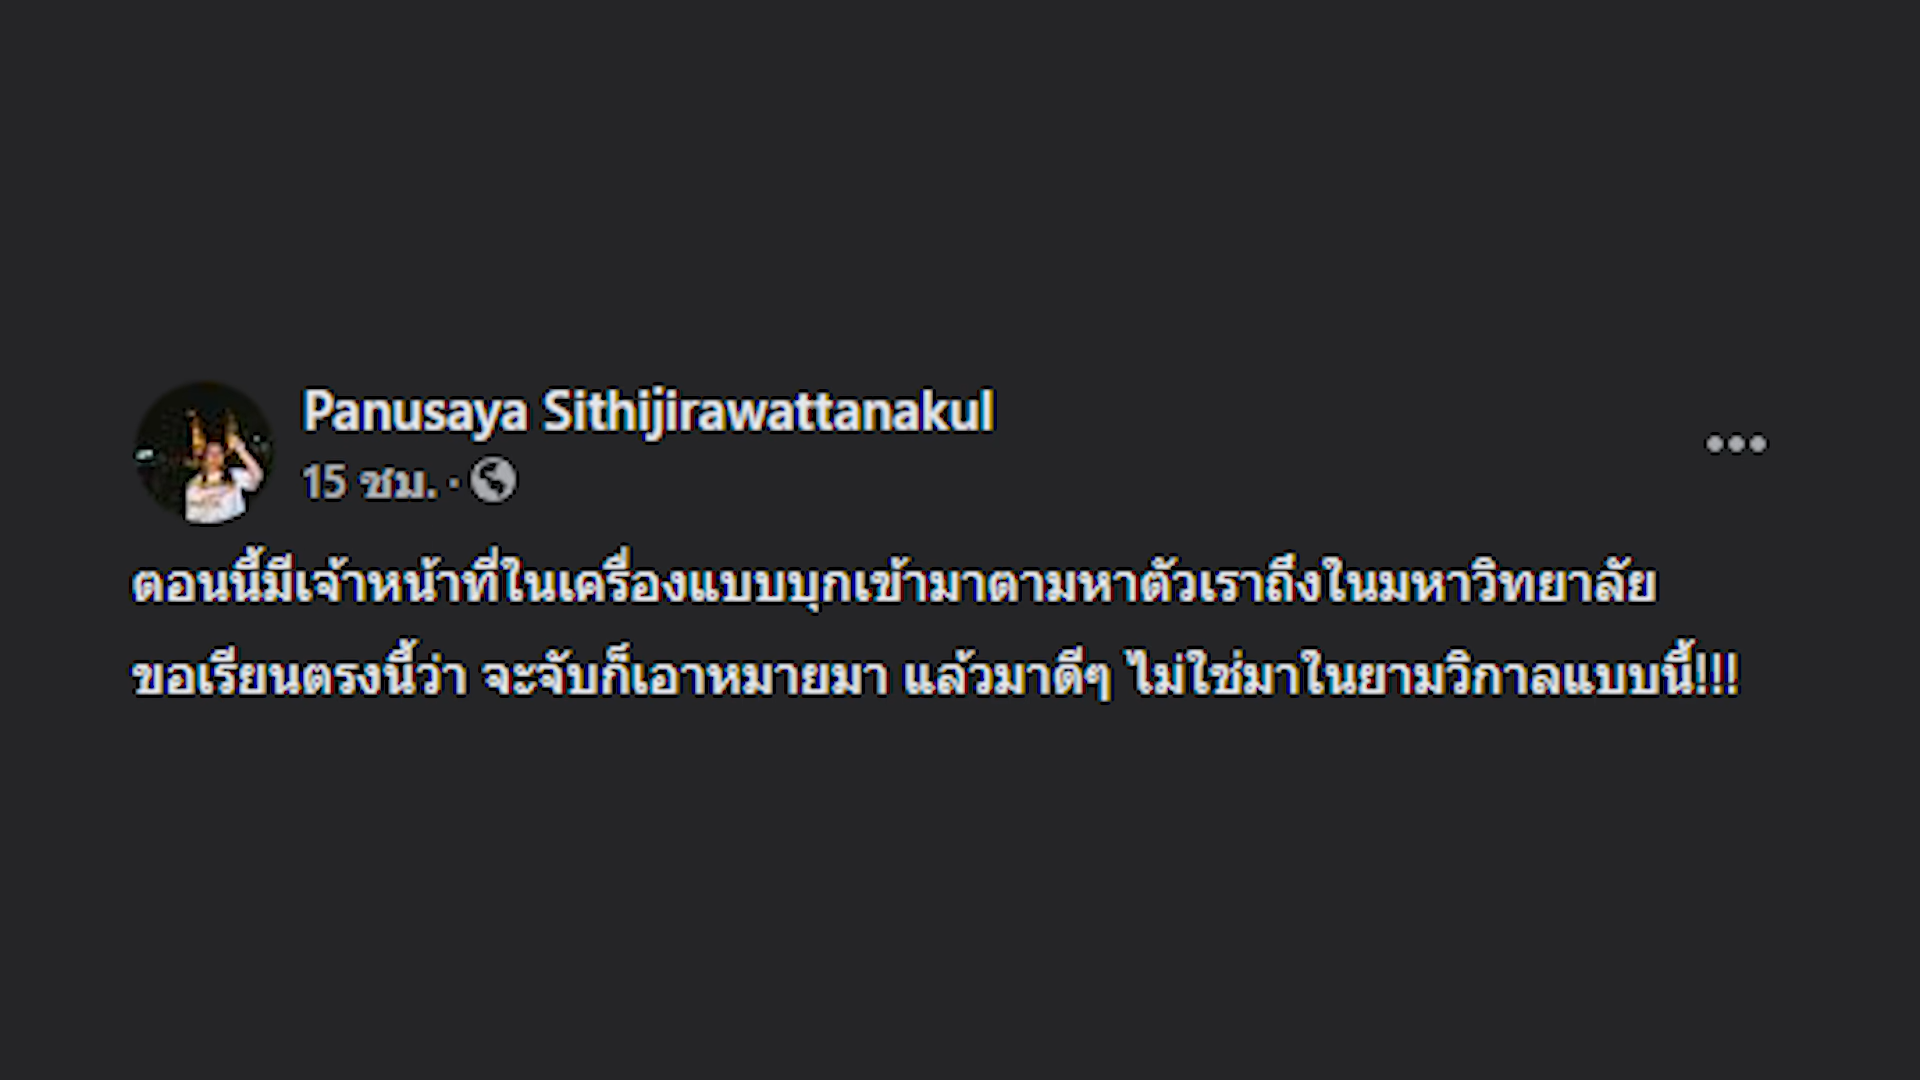 Panusaya Sithijirawattanakul
15 ชม. ·
ตอนนี้มีเจ้าหน้าที่ในเครื่องแบบบุกเข้ามาตามหาตัวเราถึงในมหาวิทยาลัย
ขอเรียนตรงนี้ว่า จะจับก็เอาหมายมา แล้วมาดีๆ ไม่ใช่มาในยามวิกาลแบบนี้!!!